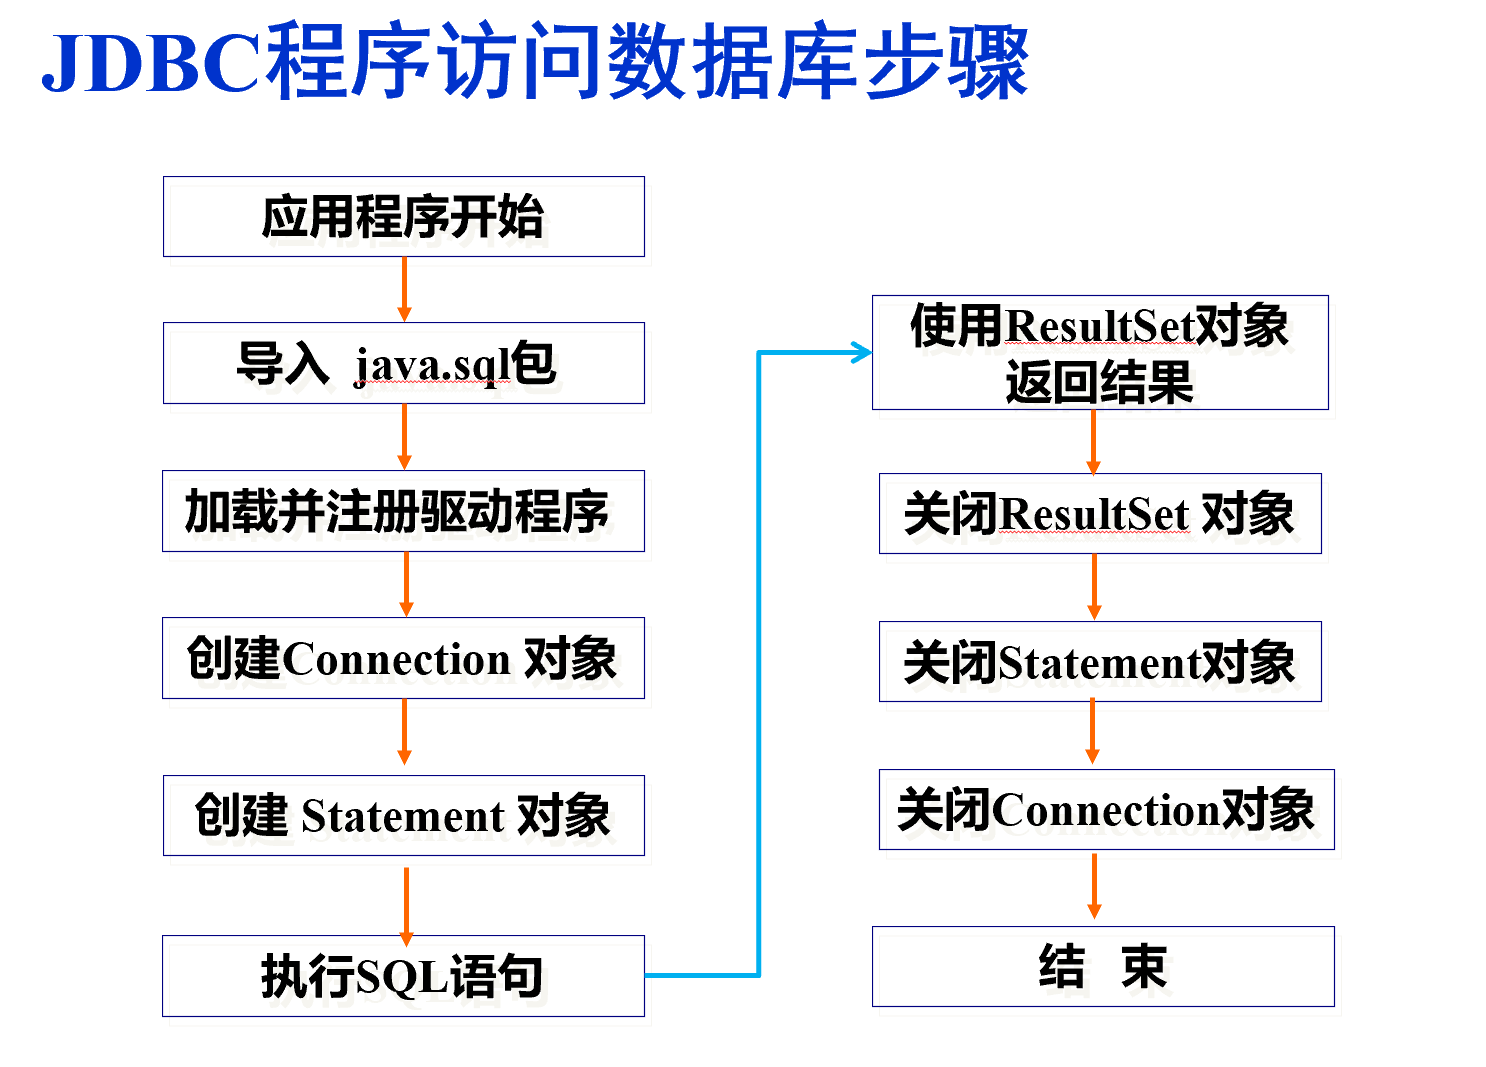 JDBC程序访问数据库步骤
应用程序开始
导入 java.sql包
加载并注册驱动程序
创建Connection 对象
创建 Statement 对象
执行SQL语句
使用ResultSet对象
返回结果
关闭ResultSet 对象
关闭Statement对象
关闭Connection对象
结 束